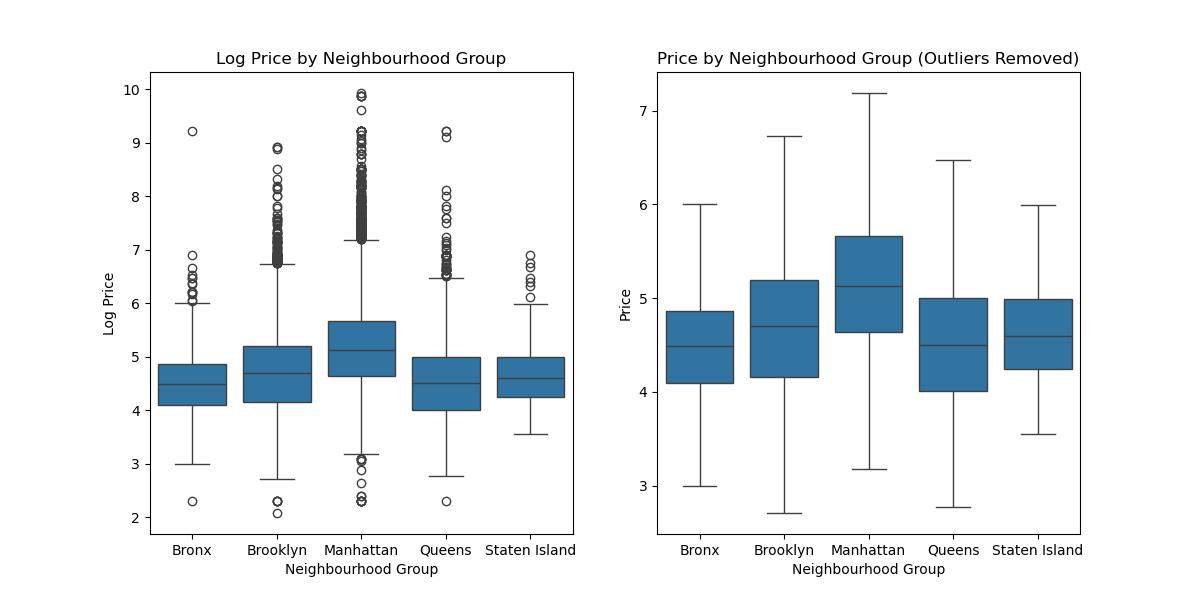 Log Price by Neighbourhood Group
10
9
8
7
6
5
4
3
2
Log Price
Bronx Brooklyn Manhattan Queens Staten Island
Neighbourhood Group
Price by Neighbourhood Group (Outliers Removed)
7
6
5
4
3
Price
Bronx Brooklyn Manhattan Queens Staten Island
Neighbourhood Group